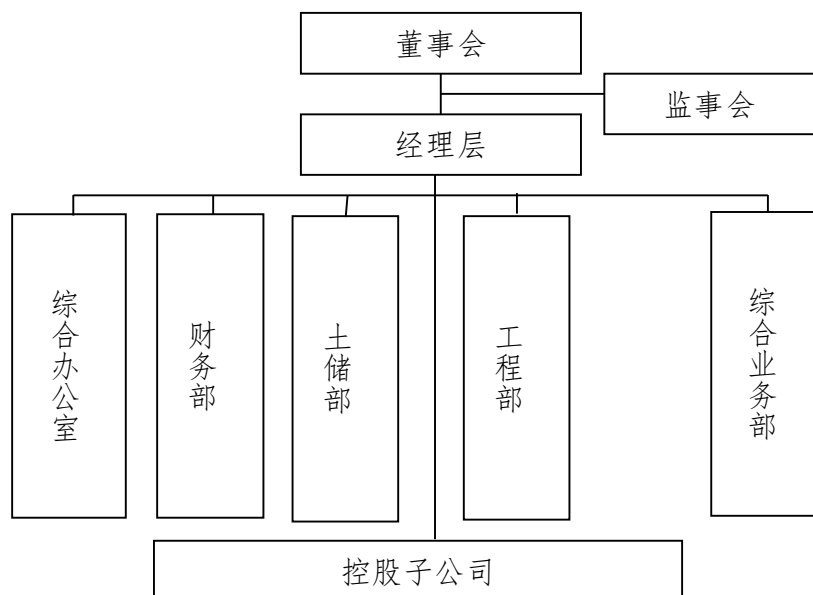 董事会
监事会
经理层
综合办公室
财务部
土储部
工程部
综合业务部
控股子公司